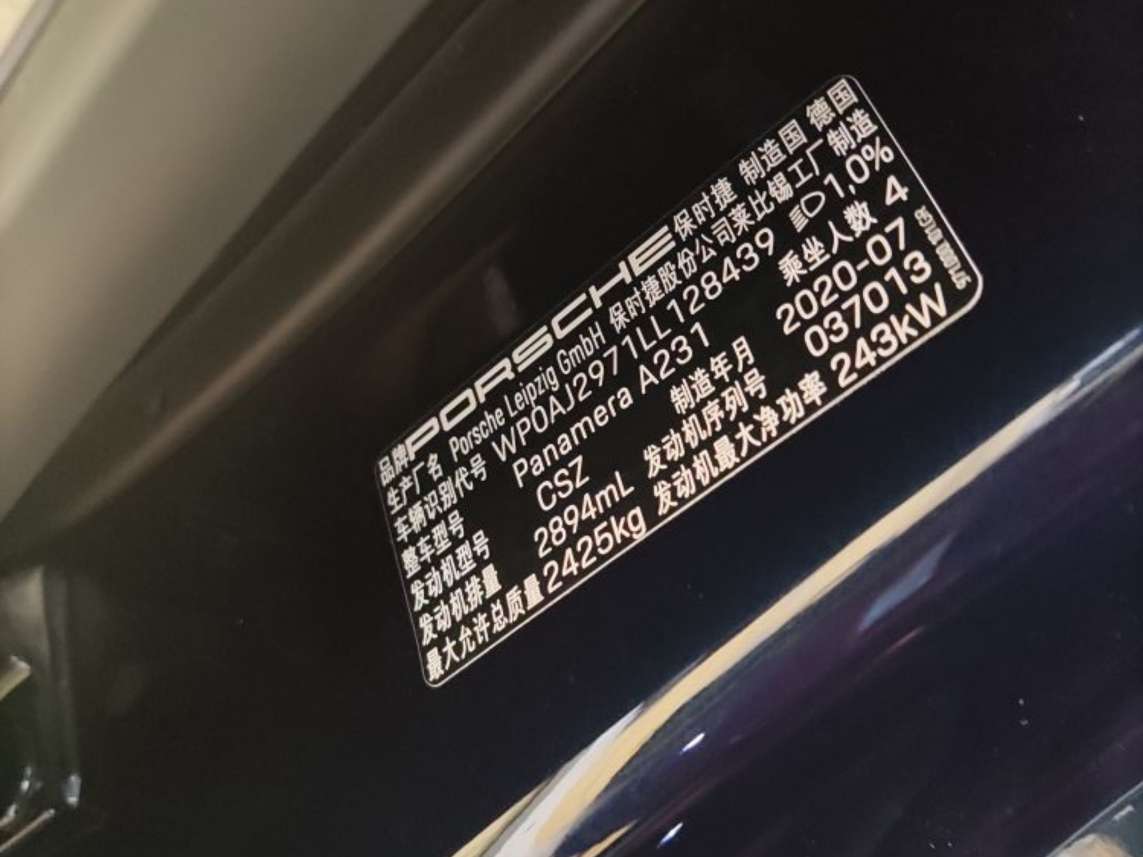 品牌 PORSCHE 保时捷 制造国 德国
生产厂名 Porsche Leipzig GmbH 保时捷股份公司莱比锡工厂制造
车辆识别代号 WP0AJ2971LL128439 1,0%
整车型号 Panamera A231 乘坐人数 4
发动机型号 CSZ 制造年月 2020-07
发动机排量 2894mL 发动机序列号 037013
最大允许总质量 2425kg 发动机最大净功率 243kW